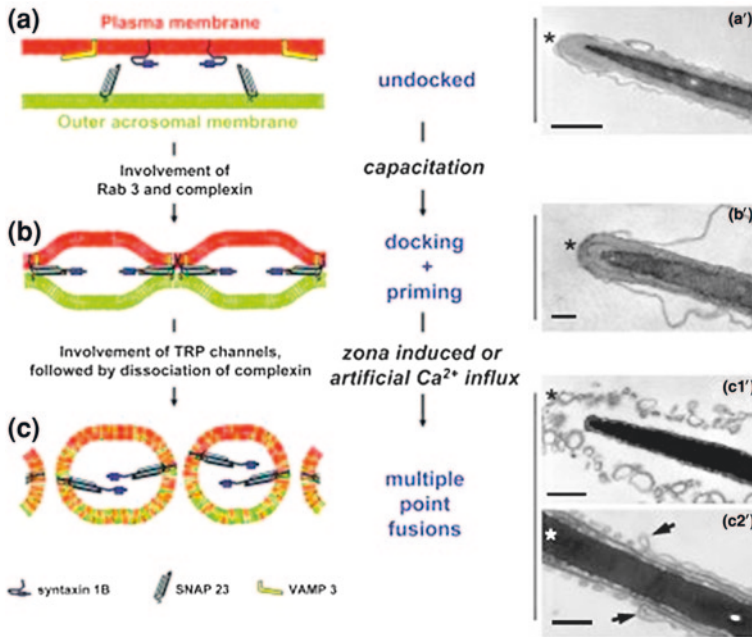 (a)
Plasma membrane
Outer acrosomal membrane
undocked
(a′)
*
Involvement of
Rab 3 and complexin
capacitation
(b)
docking
+
priming
(b′)
*
Involvement of TRP channels,
followed by dissociation of complexin
zona induced or
artificial Ca²⁺ influx
(c)
multiple
point
fusions
(c1′)
*
(c2′)
*
syntaxin 1B
SNAP 23
VAMP 3